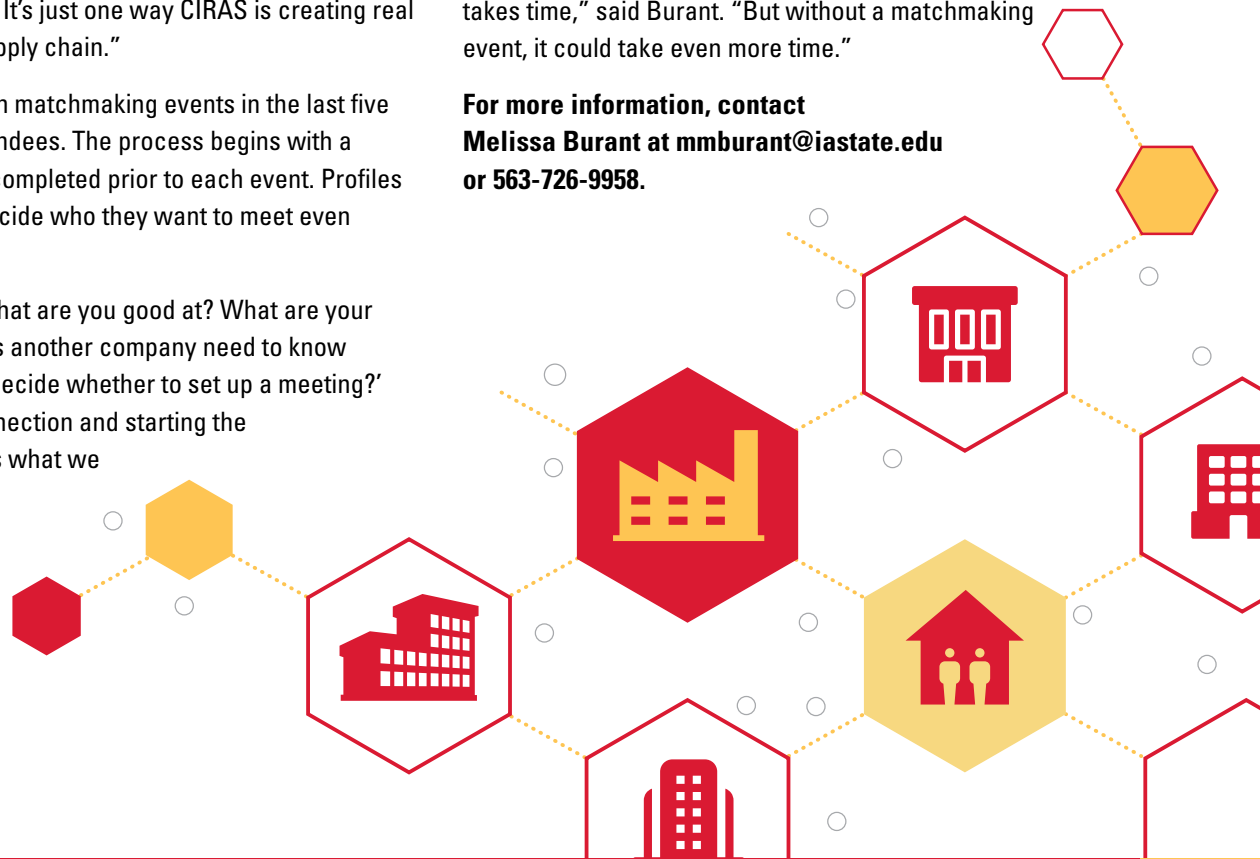 It’s just one way CIRAS is creating real
pply chain.”
n matchmaking events in the last five
ndees. The process begins with a
completed prior to each event. Profiles
cide who they want to meet even
hat are you good at? What are your
s another company need to know
decide whether to set up a meeting?’
nection and starting the
s what we
takes time,” said Burant. “But without a matchmaking
event, it could take even more time.”
For more information, contact
Melissa Burant at mmburant@iastate.edu
or 563-726-9958.